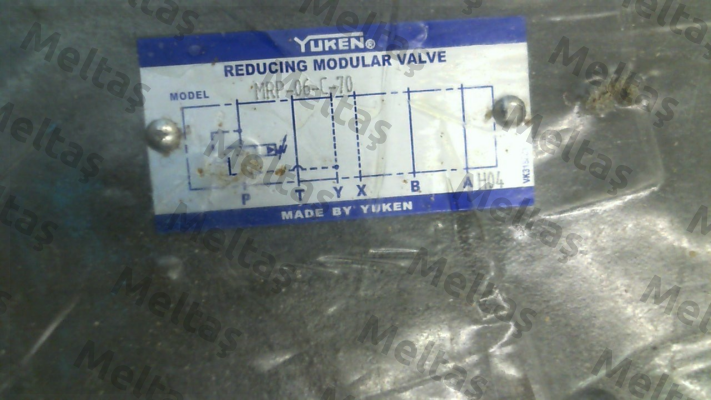 YUKEN®
REDUCING MODULAR VALVE
MODEL MRP-06-C-70
P T Y X B A H04
MADE BY YUKEN
Meltaş